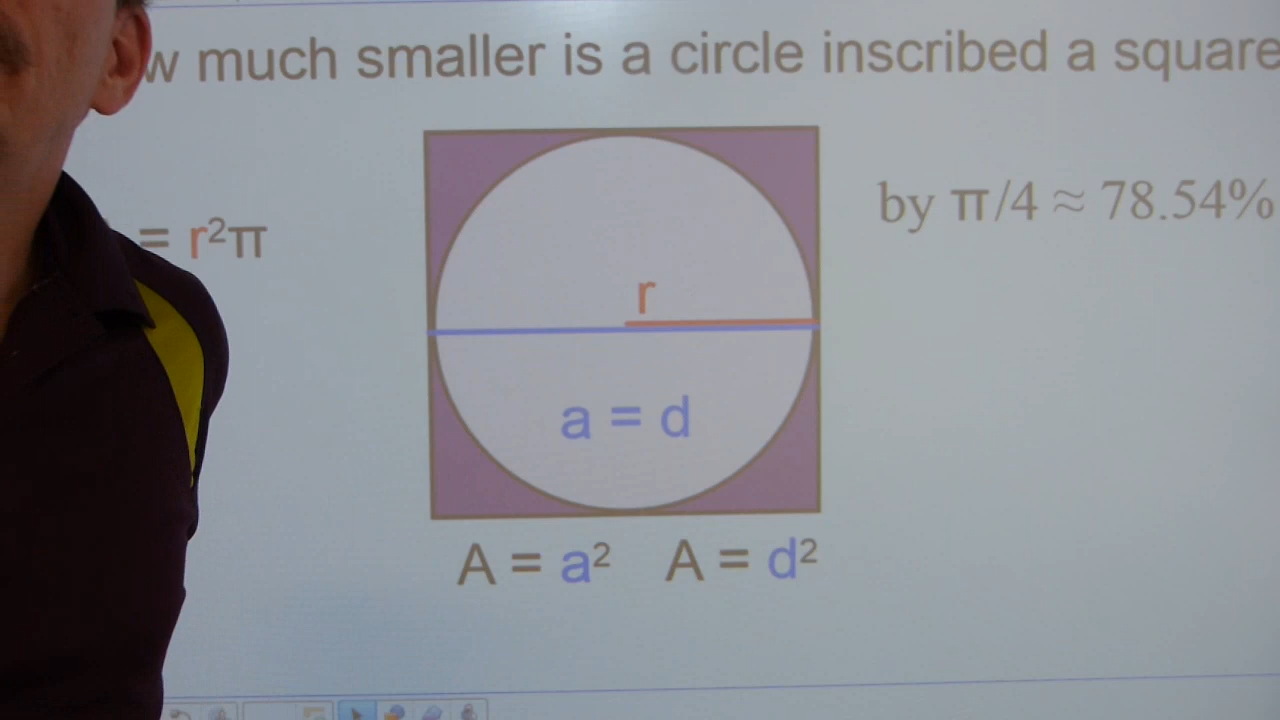 w much smaller is a circle inscribed a square
by π/4 ≈ 78.54%
= r²π
r
a = d
A = a² A = d²